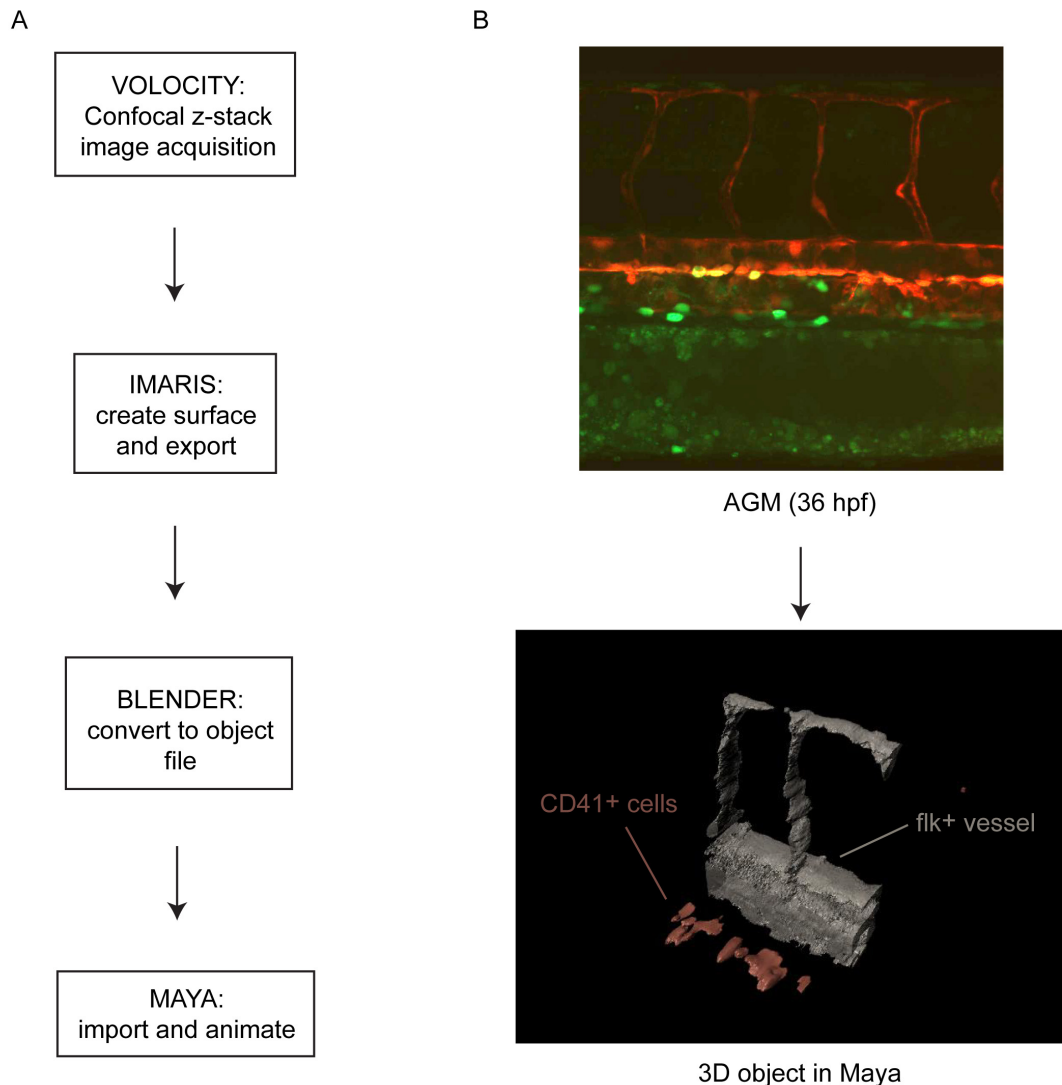 A
VOLOCITY:
Confocal z-stack
image acquisition
IMARIS:
create surface
and export
BLENDER:
convert to object
file
MAYA:
import and animate
B
AGM (36 hpf)
CD41+ cells
flk+ vessel
3D object in Maya